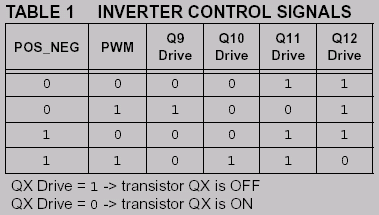 TABLE 1 INVERTER CONTROL SIGNALS
POS_NEG PWM Q9 Drive Q10 Drive Q11 Drive Q12 Drive
0 0 0 0 1 1
0 1 1 0 0 1
1 0 0 0 1 1
1 1 0 1 1 0
QX Drive = 1 -> transistor QX is OFF
QX Drive = 0 -> transistor QX is ON